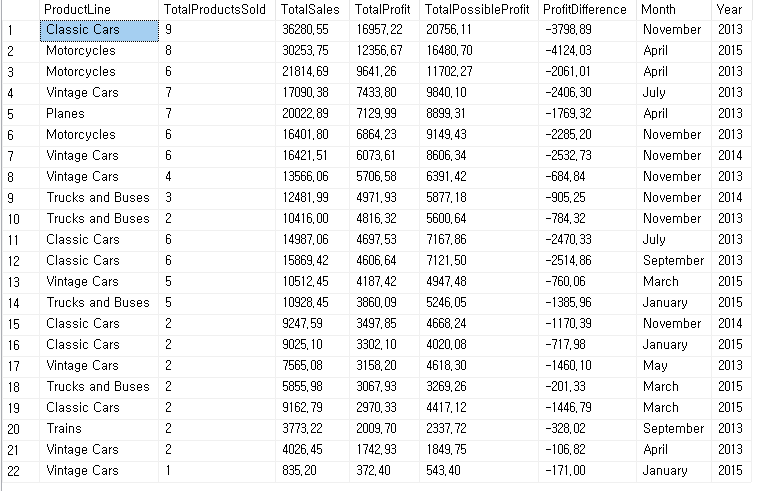 ProductLine TotalProductsSold TotalSales TotalProfit TotalPossibleProfit ProfitDifference Month Year
1 Classic Cars 9 36280,55 16957,22 20756,11 -3798,89 November 2013
2 Motorcycles 8 30253,75 12356,67 16480,70 -4124,03 April 2015
3 Motorcycles 6 21814,69 9641,26 11702,27 -2061,01 April 2013
4 Vintage Cars 7 17090,38 7433,80 9840,10 -2406,30 July 2013
5 Planes 7 20022,89 7129,99 8899,31 -1769,32 April 2013
6 Motorcycles 6 16401,80 6864,23 9149,43 -2285,20 November 2013
7 Vintage Cars 6 16421,51 6073,61 8606,34 -2532,73 November 2014
8 Vintage Cars 4 13566,06 5706,58 6391,42 -684,84 November 2013
9 Trucks and Buses 3 12481,99 4971,93 5877,18 -905,25 November 2014
10 Trucks and Buses 2 10416,00 4816,32 5600,64 -784,32 November 2013
11 Classic Cars 6 14987,06 4697,53 7167,86 -2470,33 July 2013
12 Classic Cars 6 15869,42 4606,64 7121,50 -2514,86 September 2013
13 Vintage Cars 5 10512,45 4187,42 4947,48 -760,06 March 2015
14 Trucks and Buses 5 10928,45 3860,09 5246,05 -1385,96 January 2015
15 Classic Cars 2 9247,59 3497,85 4668,24 -1170,39 November 2014
16 Classic Cars 2 9025,10 3302,10 4020,08 -717,98 January 2015
17 Vintage Cars 2 7565,08 3158,20 4618,30 -1460,10 May 2013
18 Trucks and Buses 2 5855,98 3067,93 3269,26 -201,33 March 2015
19 Classic Cars 2 9162,79 2970,33 4417,12 -1446,79 March 2015
20 Trains 2 3773,22 2009,70 2337,72 -328,02 September 2013
21 Vintage Cars 2 4026,45 1742,93 1849,75 -106,82 April 2013
22 Vintage Cars 1 835,20 372,40 543,40 -171,00 January 2015